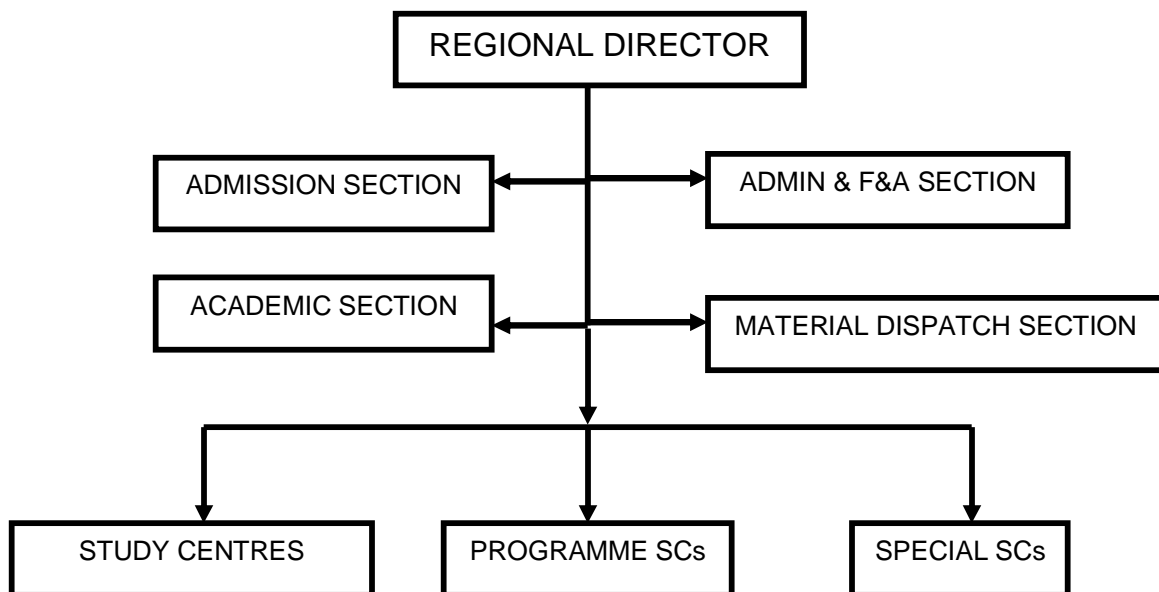 REGIONAL DIRECTOR
ADMISSION SECTION
ADMIN & F&A SECTION
ACADEMIC SECTION
MATERIAL DISPATCH SECTION
STUDY CENTRES
PROGRAMME SCs
SPECIAL SCs